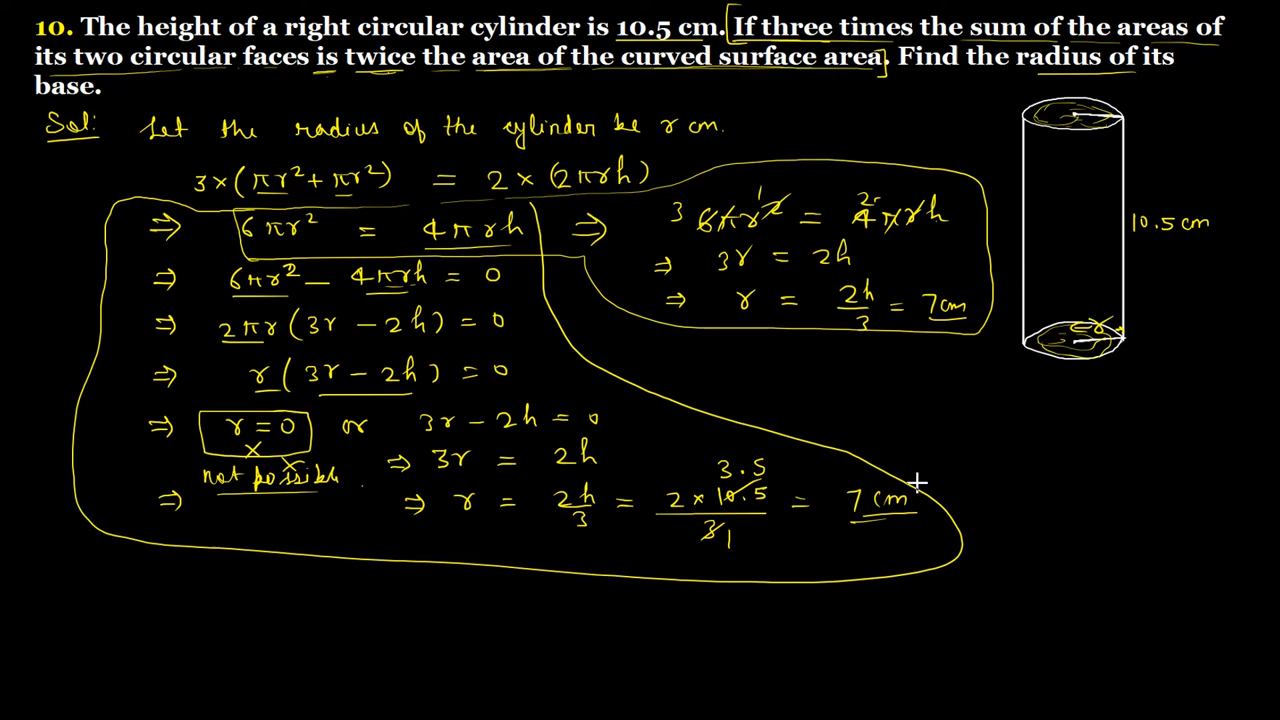 10. The height of a right circular cylinder is 10.5 cm. If three times the sum of the areas of
its two circular faces is twice the area of the curved surface area. Find the radius of its
base.
Sol: Let the radius of the cylinder be r cm.
3×(πr²+πr²) = 2×(2πrh)
⇒ 6πr² = 4πrh ⇒
⇒ 6πr² − 4πrh = 0
⇒ 2πr(3r − 2h) = 0
⇒ r(3r − 2h) = 0
⇒ r = 0 or 3r − 2h = 0
× ×
not possible
⇒ 3r = 2h
⇒ ⇒ r = 2h/3 = 2×10.5/3 = 7 cm
3.5
1
3 6πr² = 4πrh
1 2
⇒ 3r = 2h
⇒ r = 2h/3 = 7cm
10.5 cm
r